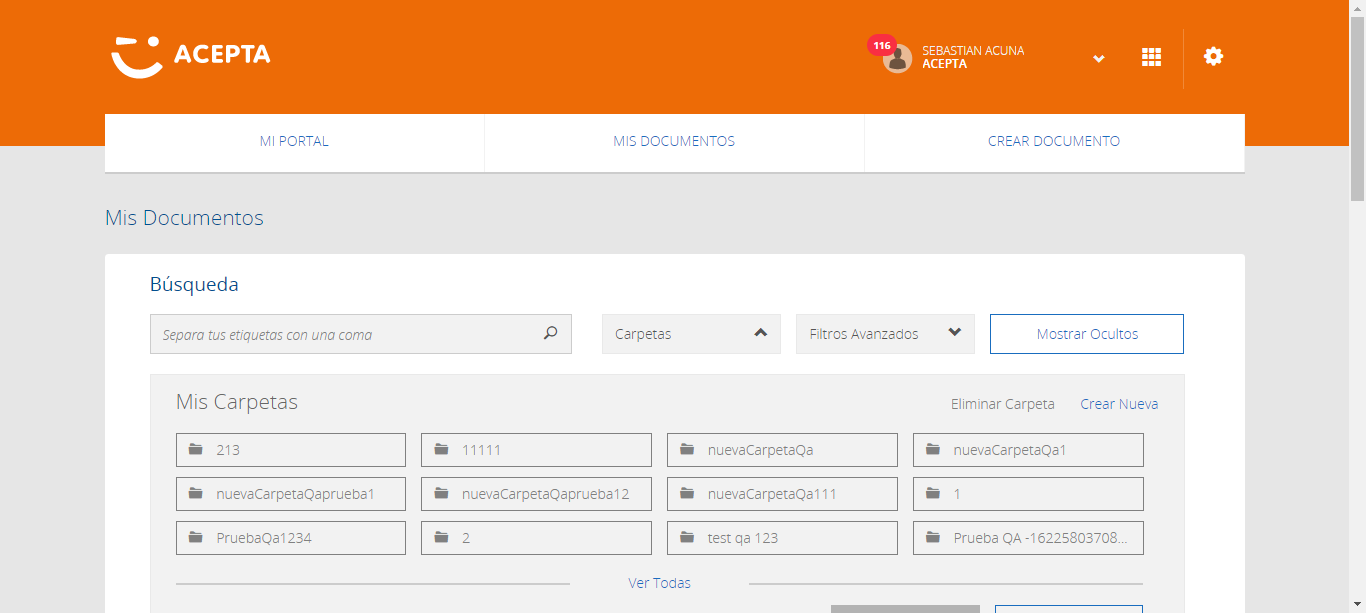 ACEPTA
116
SEBASTIAN ACUNA
ACEPTA
MI PORTAL
MIS DOCUMENTOS
CREAR DOCUMENTO
Mis Documentos
Búsqueda
Separa tus etiquetas con una coma
Carpetas
Filtros Avanzados
Mostrar Ocultos
Mis Carpetas
Eliminar Carpeta
Crear Nueva
213
11111
nuevaCarpetaQa
nuevaCarpetaQa1
nuevaCarpetaQaprueba1
nuevaCarpetaQaprueba12
nuevaCarpetaQa111
1
PruebaQa1234
2
test qa 123
Prueba QA -16225803708...
Ver Todas